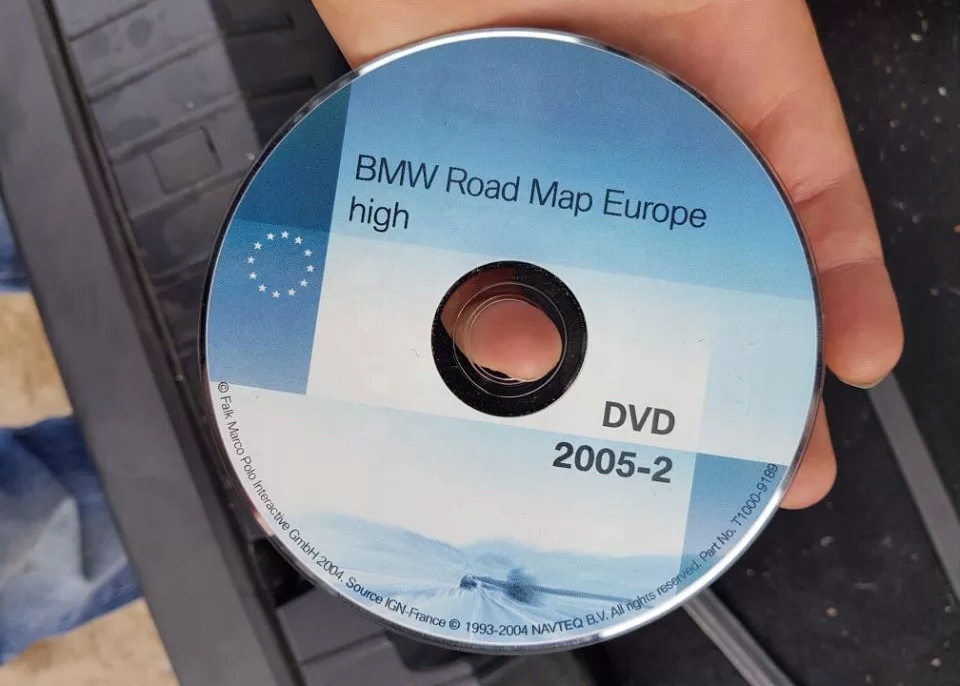 BMW Road Map Europe
high
DVD
2005-2
© Falk Marco Polo Interactive GmbH 2004. Source IGN-France © 1993-2004 NAVTEQ B.V. All rights reserved. Part No. T1000-9189